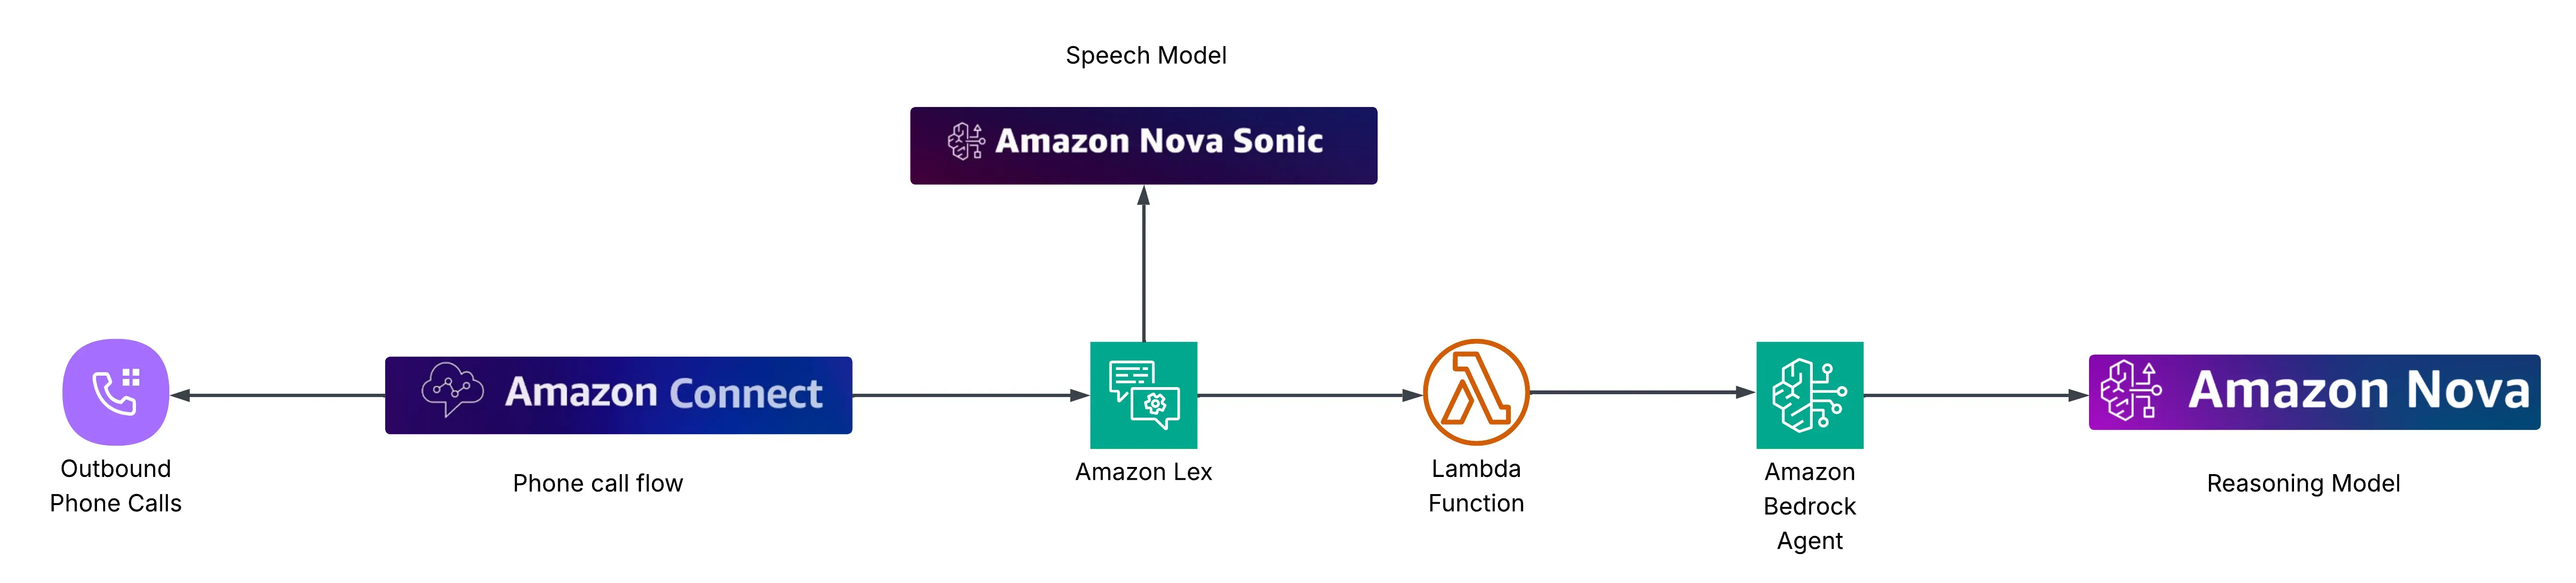 Speech Model
Amazon Nova Sonic
Amazon Connect
Amazon Nova
Outbound
Phone Calls
Phone call flow
Amazon Lex
Lambda
Function
Amazon
Bedrock
Agent
Reasoning Model